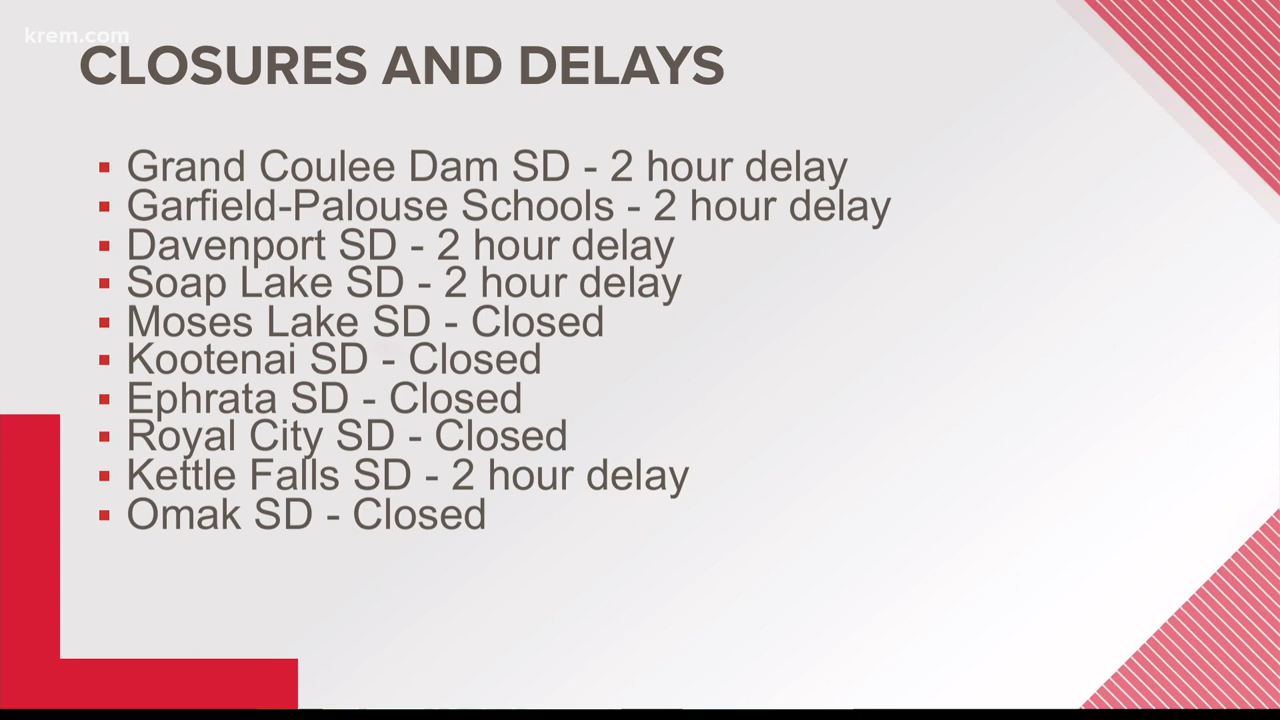 krem.com
CLOSURES AND DELAYS
▪ Grand Coulee Dam SD - 2 hour delay
▪ Garfield-Palouse Schools - 2 hour delay
▪ Davenport SD - 2 hour delay
▪ Soap Lake SD - 2 hour delay
▪ Moses Lake SD - Closed
▪ Kootenai SD - Closed
▪ Ephrata SD - Closed
▪ Royal City SD - Closed
▪ Kettle Falls SD - 2 hour delay
▪ Omak SD - Closed